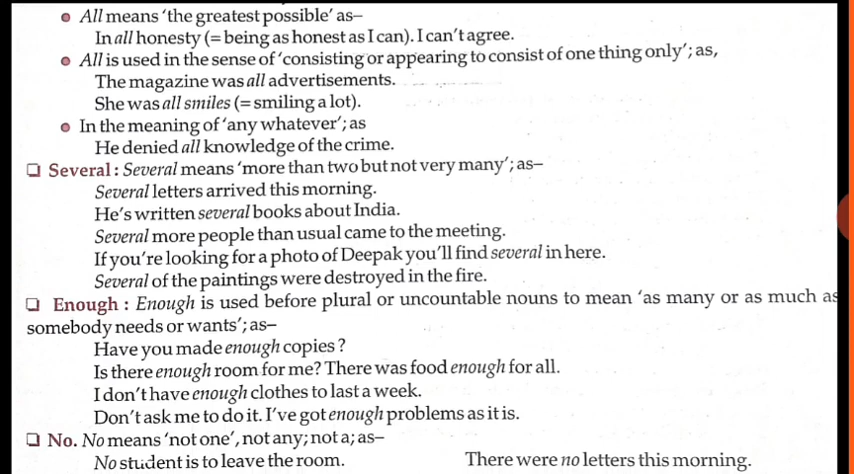 All means 'the greatest possible' as–
In all honesty (= being as honest as I can). I can't agree.
All is used in the sense of 'consisting or appearing to consist of one thing only'; as,
The magazine was all advertisements.
She was all smiles (= smiling a lot).
In the meaning of 'any whatever'; as
He denied all knowledge of the crime.
Several : Several means 'more than two but not very many'; as–
Several letters arrived this morning.
He's written several books about India.
Several more people than usual came to the meeting.
If you're looking for a photo of Deepak you'll find several in here.
Several of the paintings were destroyed in the fire.
Enough : Enough is used before plural or uncountable nouns to mean 'as many or as much as
somebody needs or wants'; as–
Have you made enough copies ?
Is there enough room for me? There was food enough for all.
I don't have enough clothes to last a week.
Don't ask me to do it. I've got enough problems as it is.
No. No means 'not one', not any; not a; as–
No student is to leave the room. There were no letters this morning.